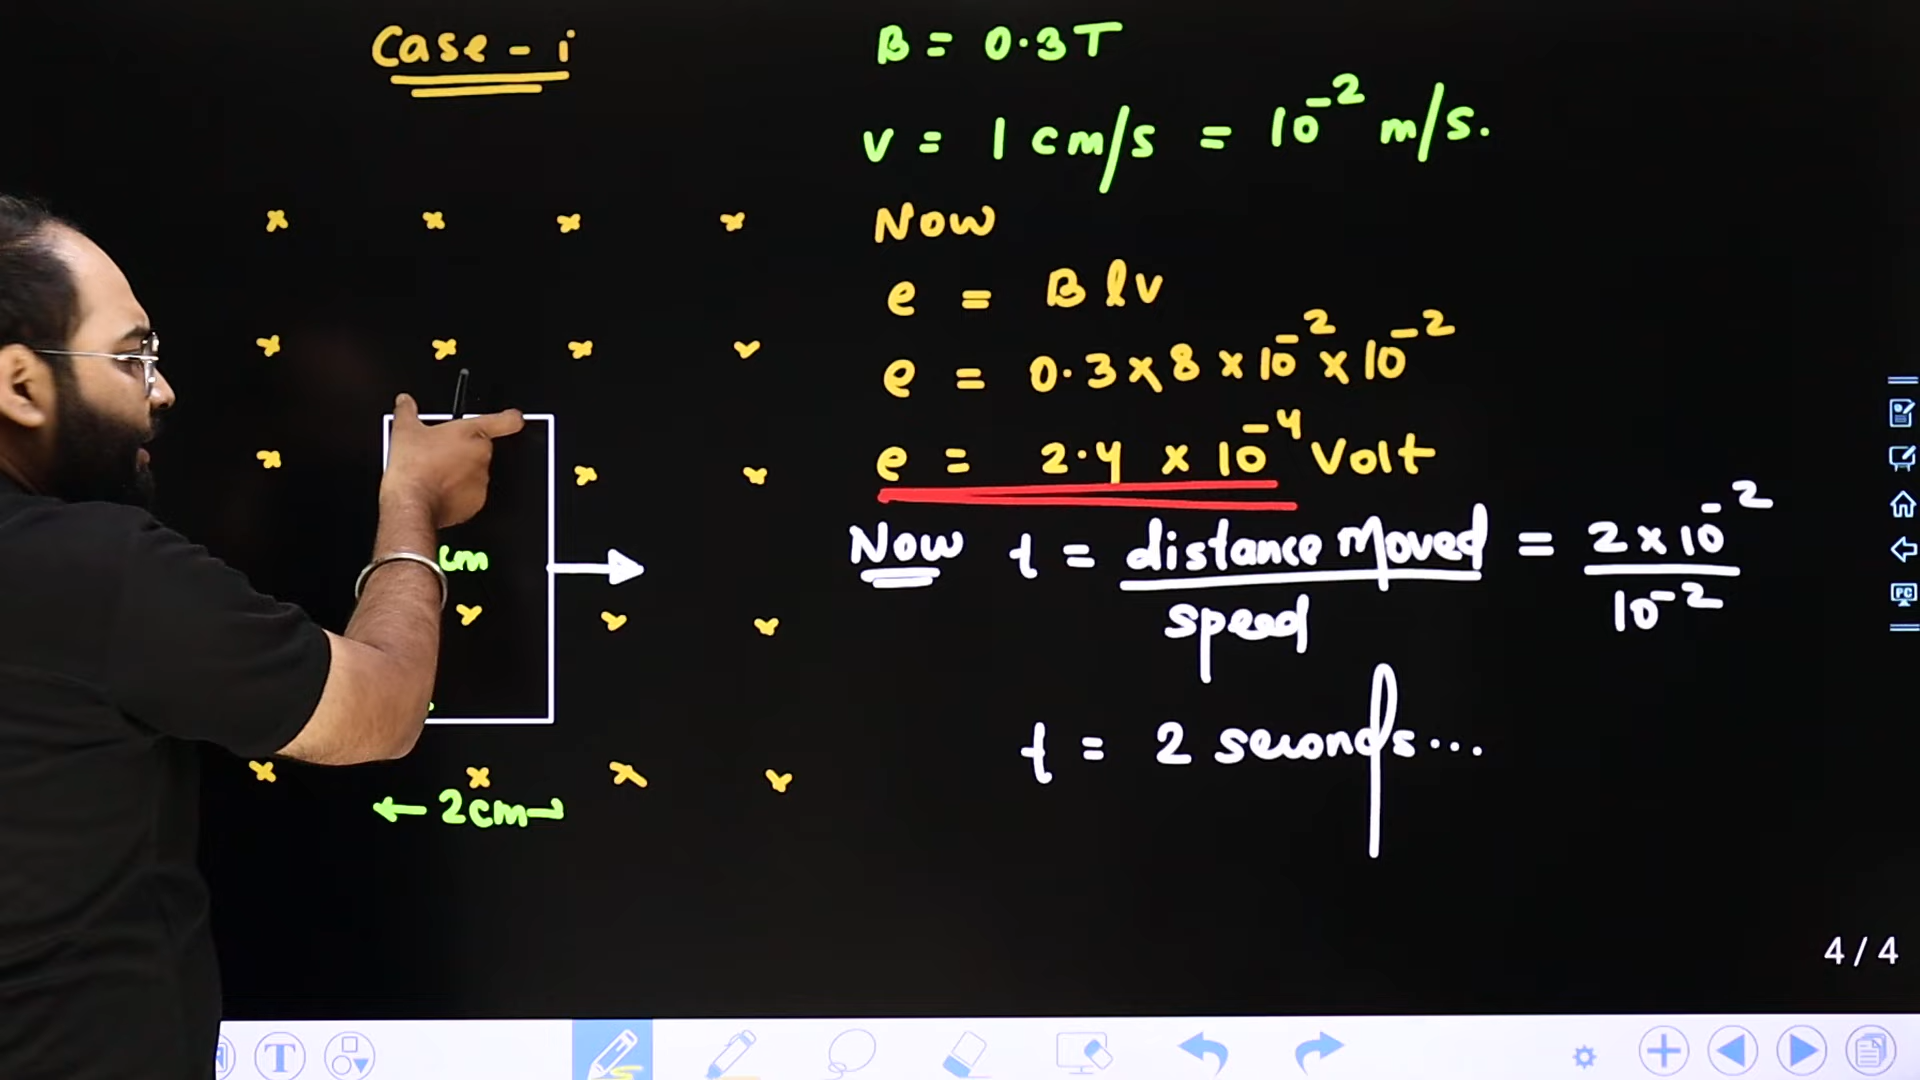 Case - i
B = 0.3T
v = 1 cm/s = 10⁻² m/s.
Now
e = Blv
e = 0.3 x 8 x 10⁻² x 10⁻²
e = 2.4 x 10⁻⁴ Volt
Now t = distance moved / speed = 2 x 10⁻² / 10⁻²
t = 2 seconds...
cm
2cm
4 / 4
T
PC